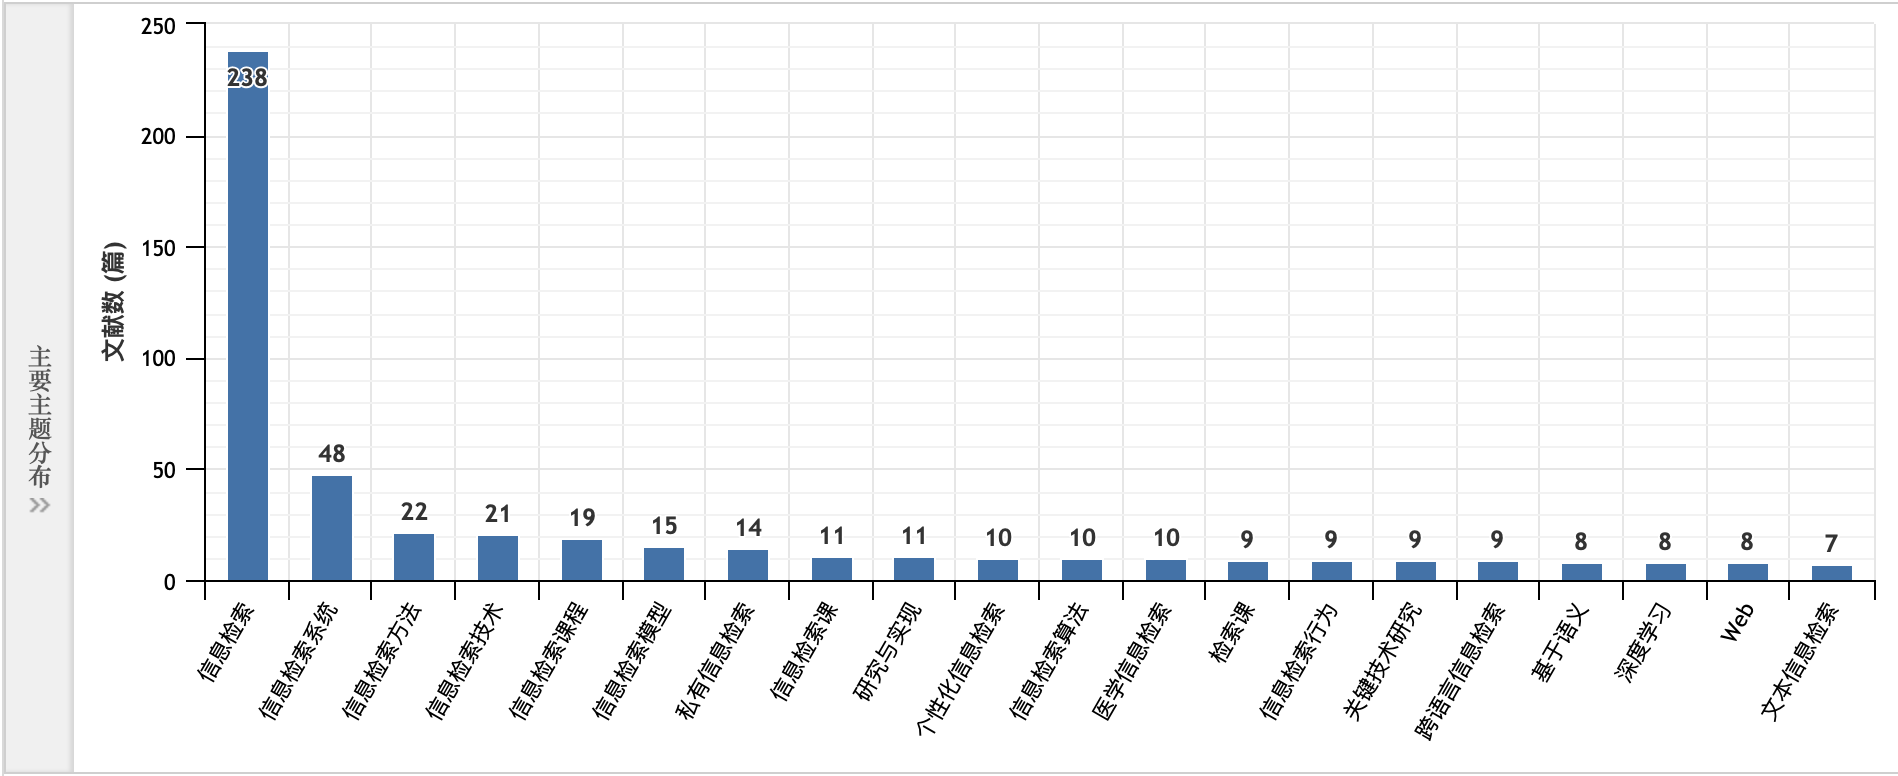 主要主题分布
文献数 (篇)
250
200
150
100
50
0
238
48
22
21
19
15
14
11
11
10
10
10
9
9
9
9
8
8
8
7
信息检索
信息检索系统
信息检索方法
信息检索技术
信息检索课程
信息检索模型
私有信息检索
信息检索课
研究与实现
个性化信息检索
信息检索算法
医学信息检索
检索课
信息检索行为
关键技术研究
跨语言信息检索
基于语义
深度学习
Web
文本信息检索